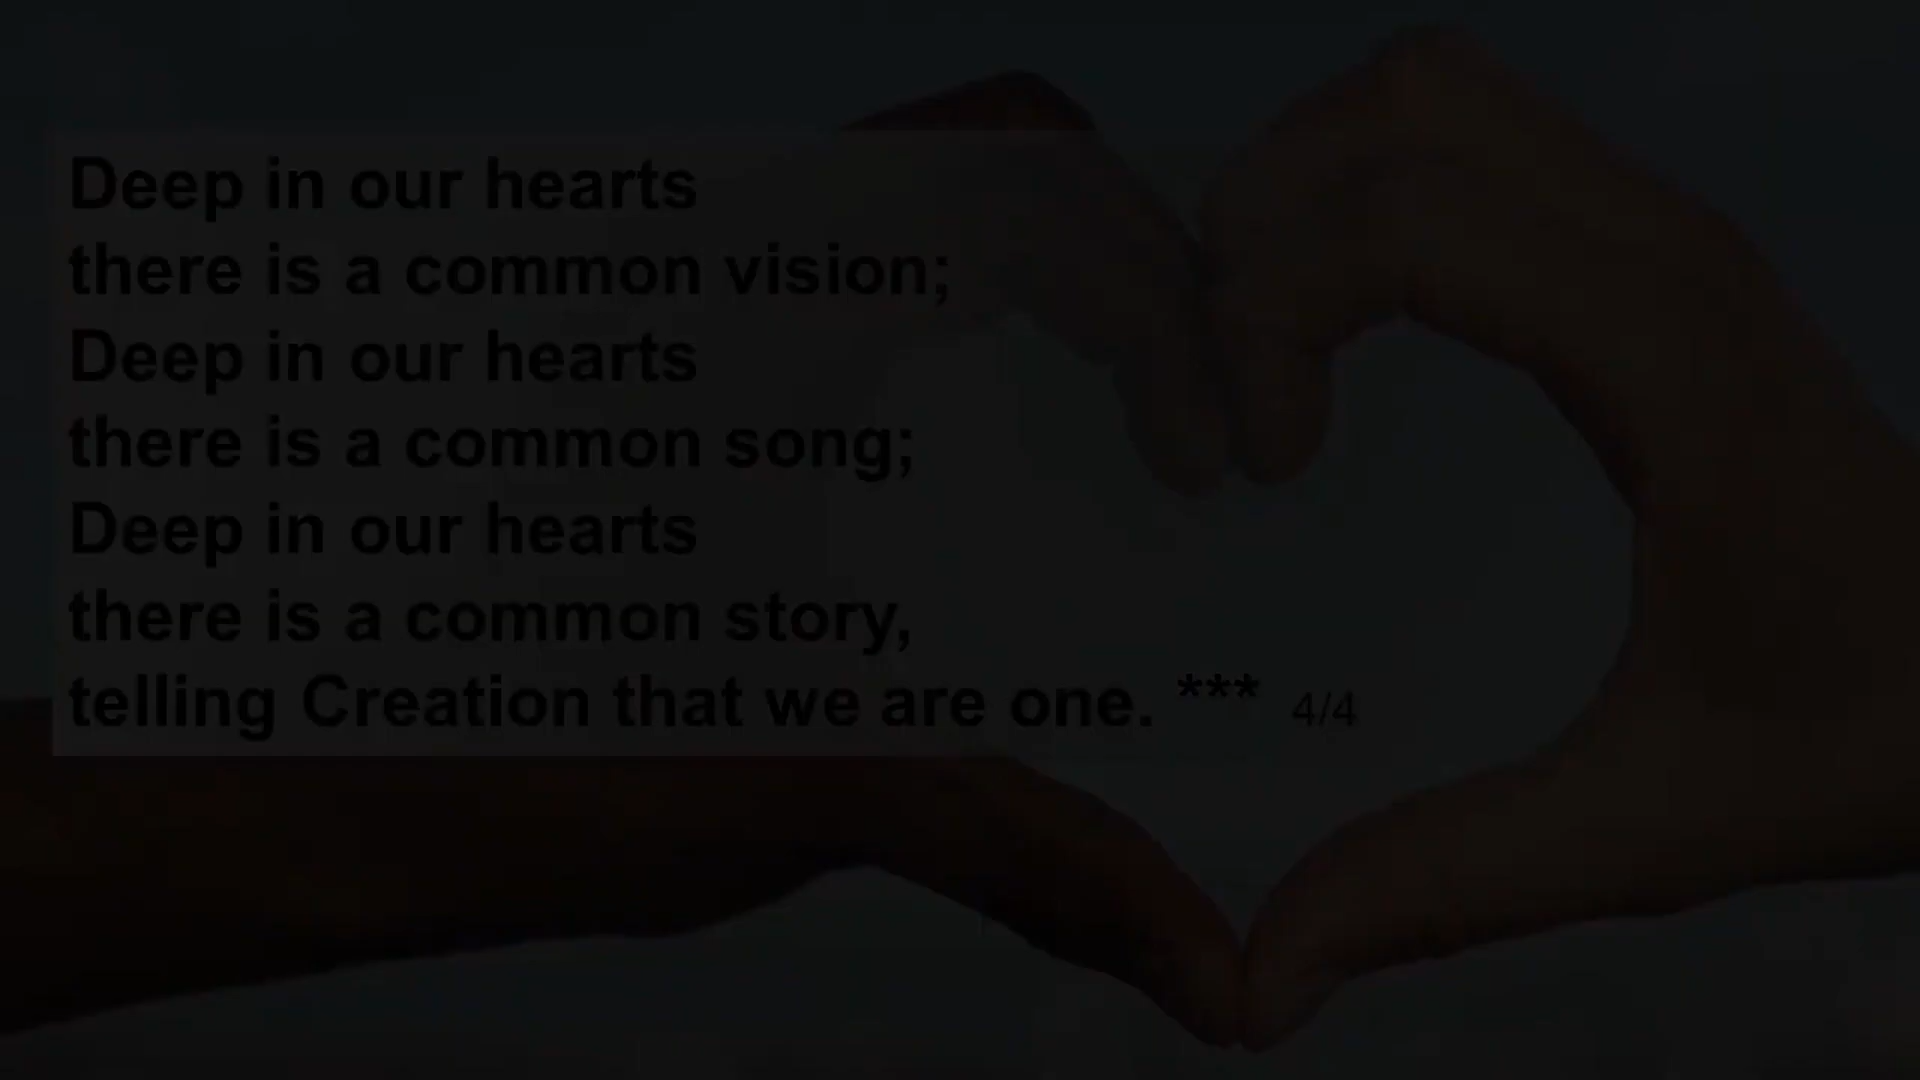 Deep in our hearts
there is a common vision;
Deep in our hearts
there is a common song;
Deep in our hearts
there is a common story,
telling Creation that we are one. *** 4/4